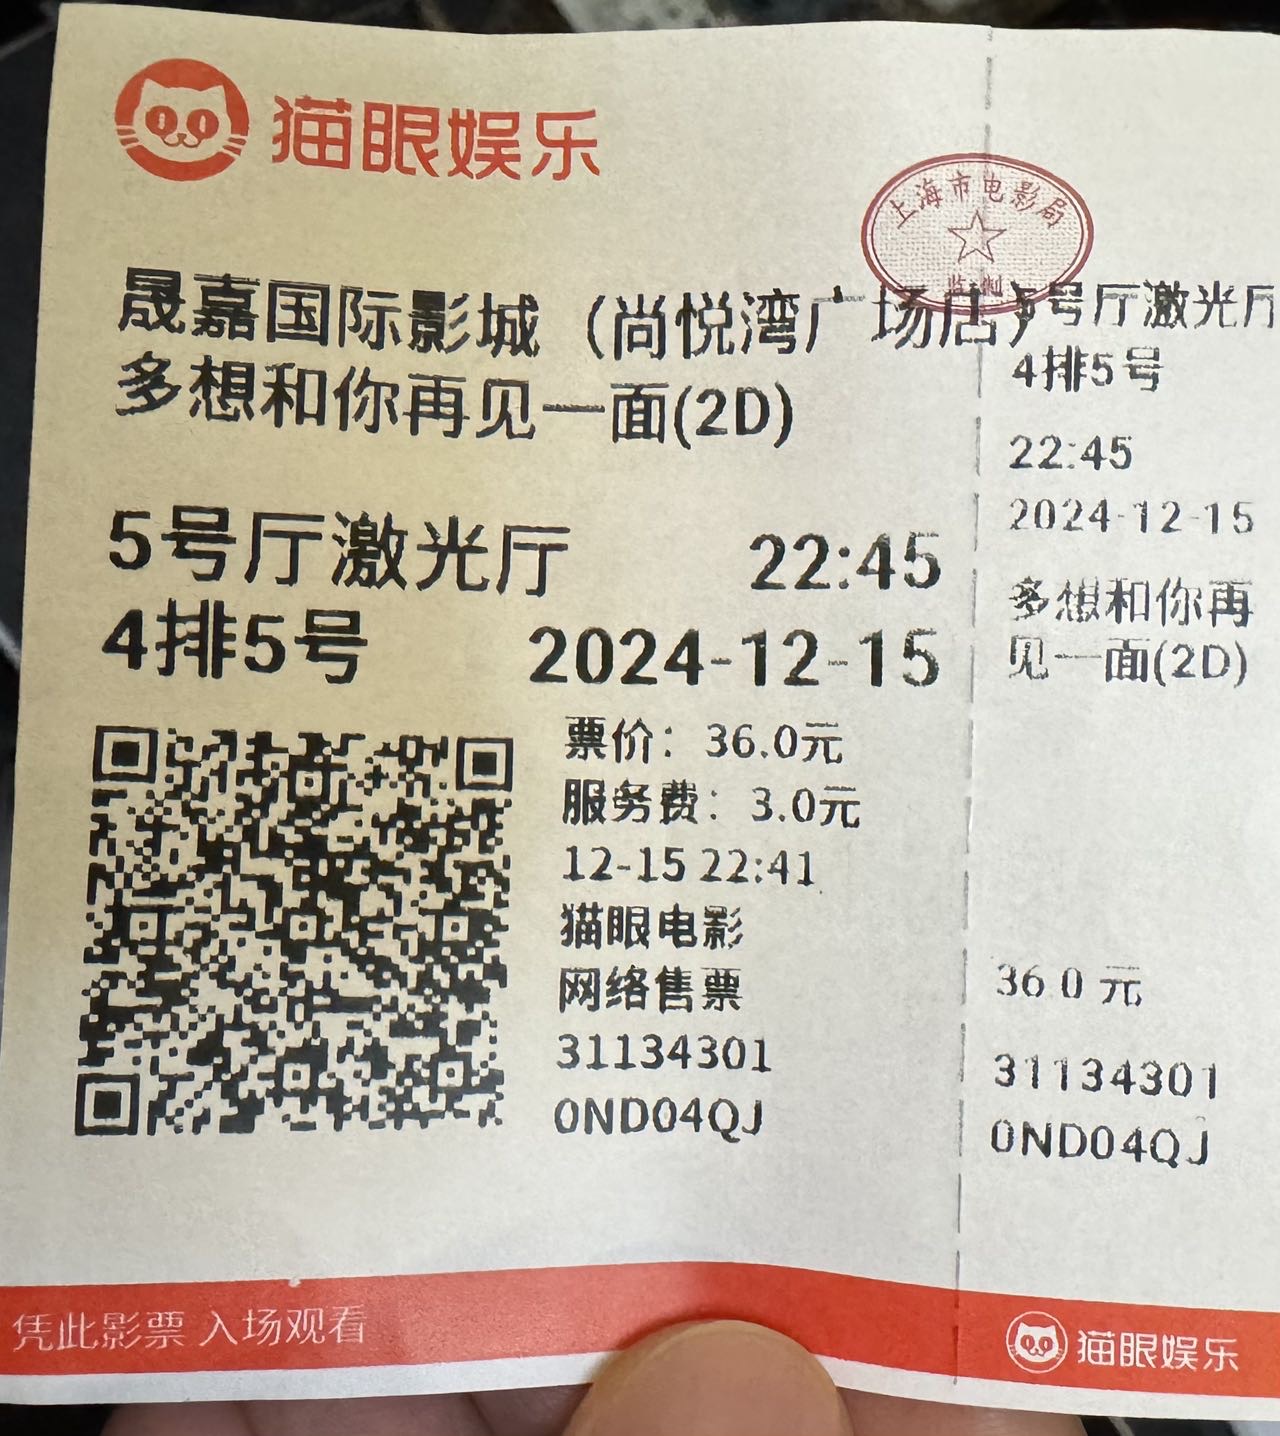 猫眼娱乐
上海市电影局
监制
晟嘉国际影城（尚悦湾广场店）
多想和你再见一面(2D)
5号厅激光厅 22:45
4排5号 2024-12-15
票价：36.0元
服务费：3.0元
12-15 22:41
猫眼电影
网络售票
31134301
0ND04QJ
凭此影票 入场观看
5号厅激光厅
4排5号
22:45
2024-12-15
多想和你再
见一面(2D)
36.0 元
31134301
0ND04QJ
猫眼娱乐